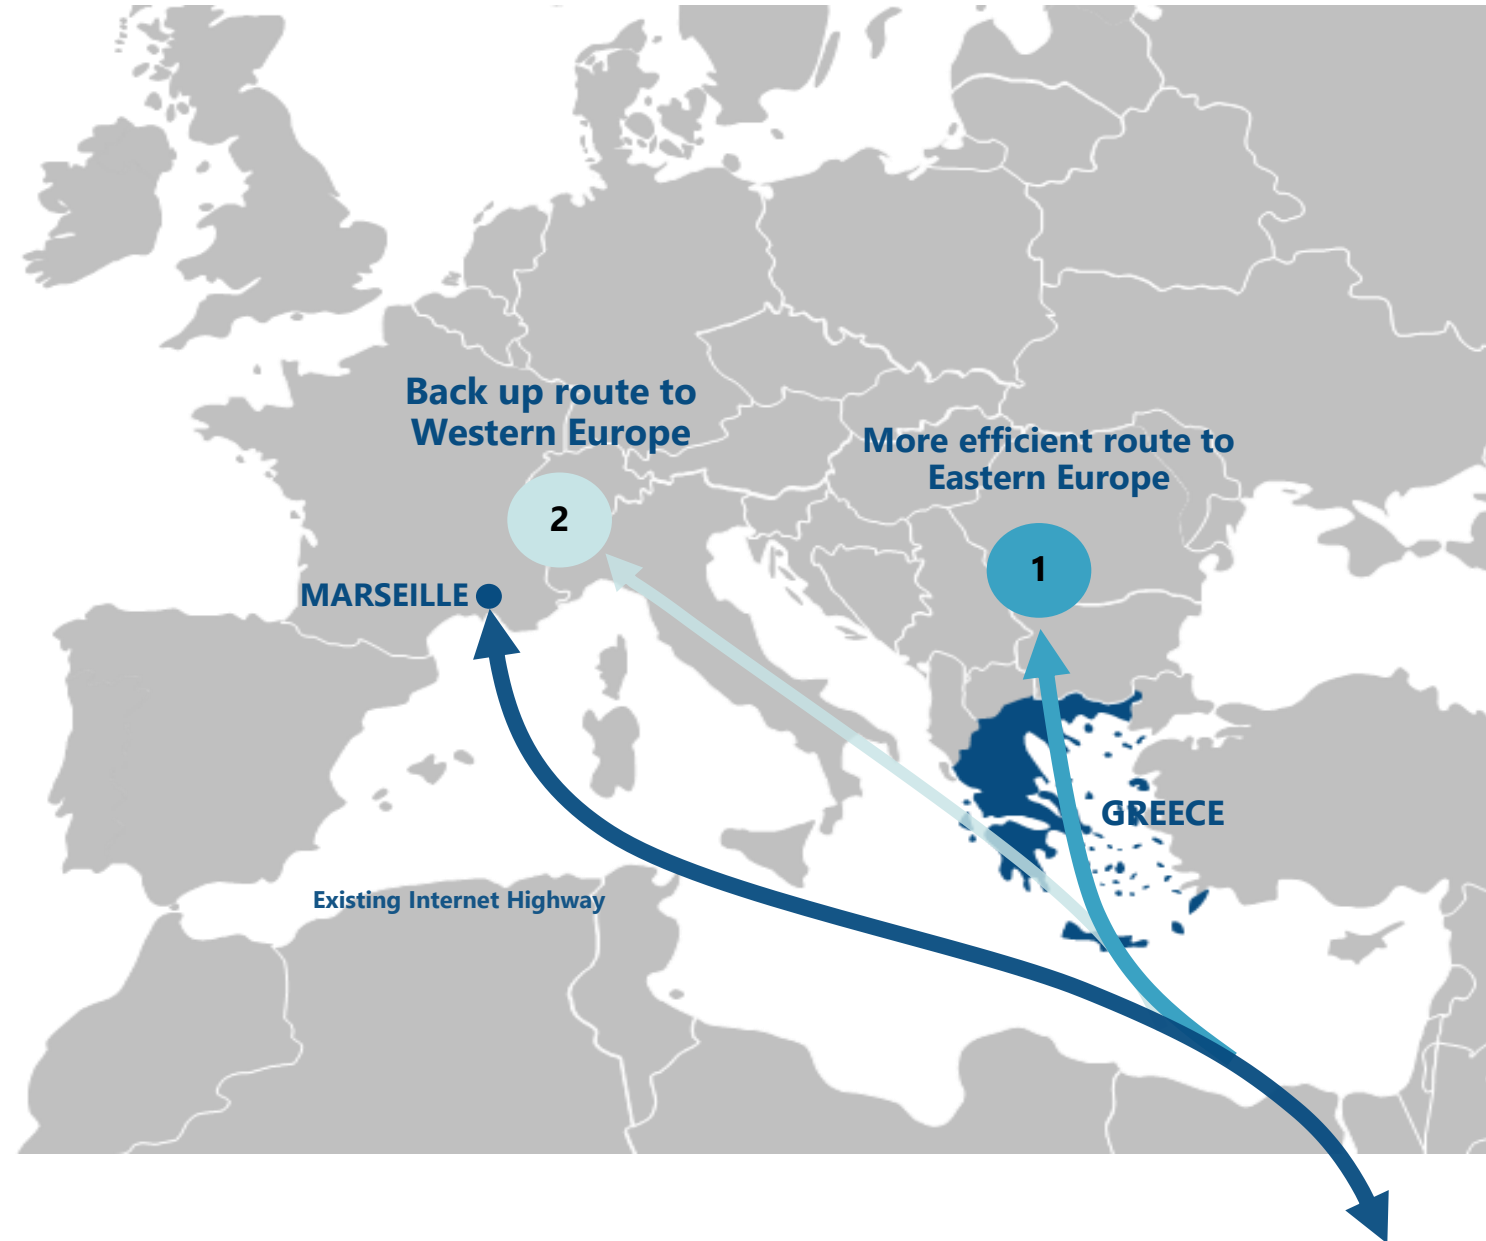 Back up route to
Western Europe
More efficient route to
Eastern Europe
2
1
MARSEILLE
GREECE
Existing Internet Highway